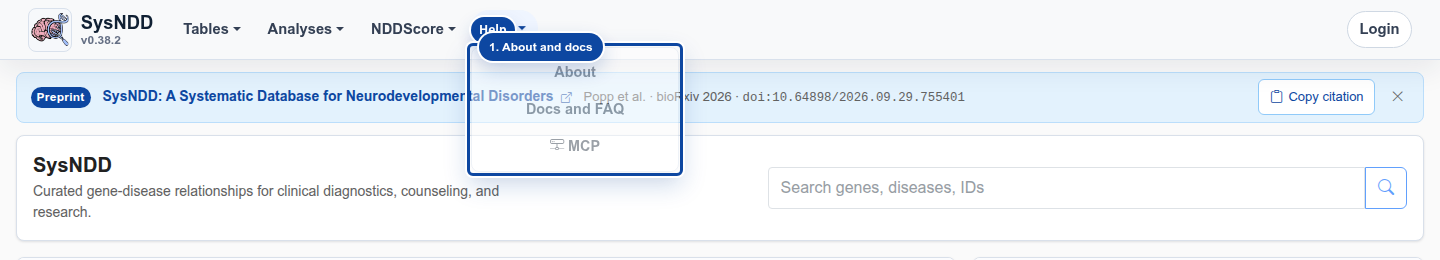 SysNDD
v0.38.2
Tables
Analyses
NDDScore
Help
Login
1. About and docs
About
Docs and FAQ
MCP
Preprint
SysNDD: A Systematic Database for Neurodevelopmental Disorders
Popp et al. · bioRxiv 2026 · doi:10.64898/2026.09.29.755401
Copy citation
SysNDD
Curated gene-disease relationships for clinical diagnostics, counseling, and
research.
Search genes, diseases, IDs